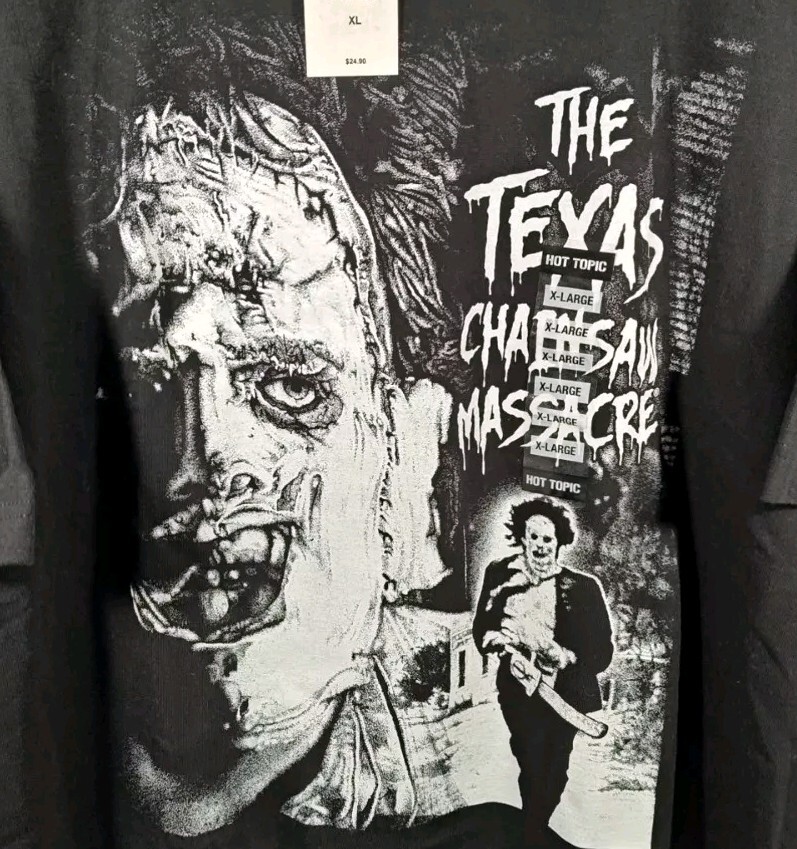 XL
$24.90
THE
TEXAS
HOT TOPIC
X-LARGE
CHAINSAW
X-LARGE
X-LARGE
X-LARGE
MASSACRE
X-LARGE
X-LARGE
HOT TOPIC